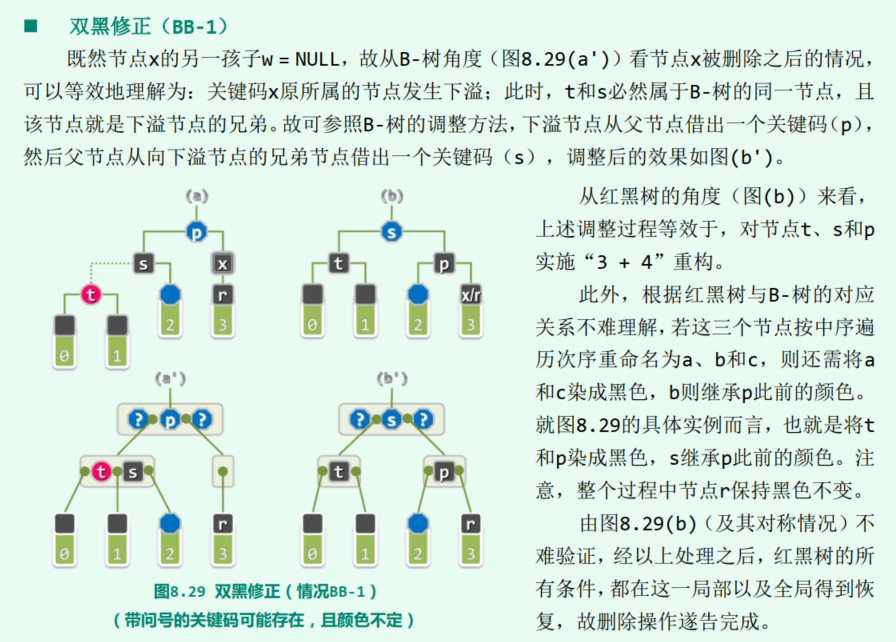 ■ 双黑修正（BB-1）
既然节点x的另一孩子w = NULL，故从B-树角度（图8.29(a')）看节点x被删除之后的情况，
可以等效地理解为：关键码x原所属的节点发生下溢；此时，t和s必然属于B-树的同一节点，且
该节点就是下溢节点的兄弟。故可参照B-树的调整方法，下溢节点从父节点借出一个关键码（p），
然后父节点从向下溢节点的兄弟节点借出一个关键码（s），调整后的效果如图(b')。
(a)
p
s
x
t
r
2
3
0
1
(b)
s
t
p
x/r
0
1
2
3
(a')
? p ?
t s
r
0
1
2
3
(b')
? s ?
t
p
r
0
1
2
3
图8.29 双黑修正（情况BB-1）
（带问号的关键码可能存在，且颜色不定）
从红黑树的角度（图(b)）来看，
上述调整过程等效于，对节点t、s和p
实施“3 + 4”重构。
此外，根据红黑树与B-树的对应
关系不难理解，若这三个节点按中序遍
历次序重命名为a、b和c，则还需将a
和c染成黑色，b则继承p此前的颜色。
就图8.29的具体实例而言，也就是将t
和p染成黑色，s继承p此前的颜色。注
意，整个过程中节点r保持黑色不变。
由图8.29(b)（及其对称情况）不
难验证，经以上处理之后，红黑树的所
有条件，都在这一局部以及全局得到恢
复，故删除操作遂告完成。